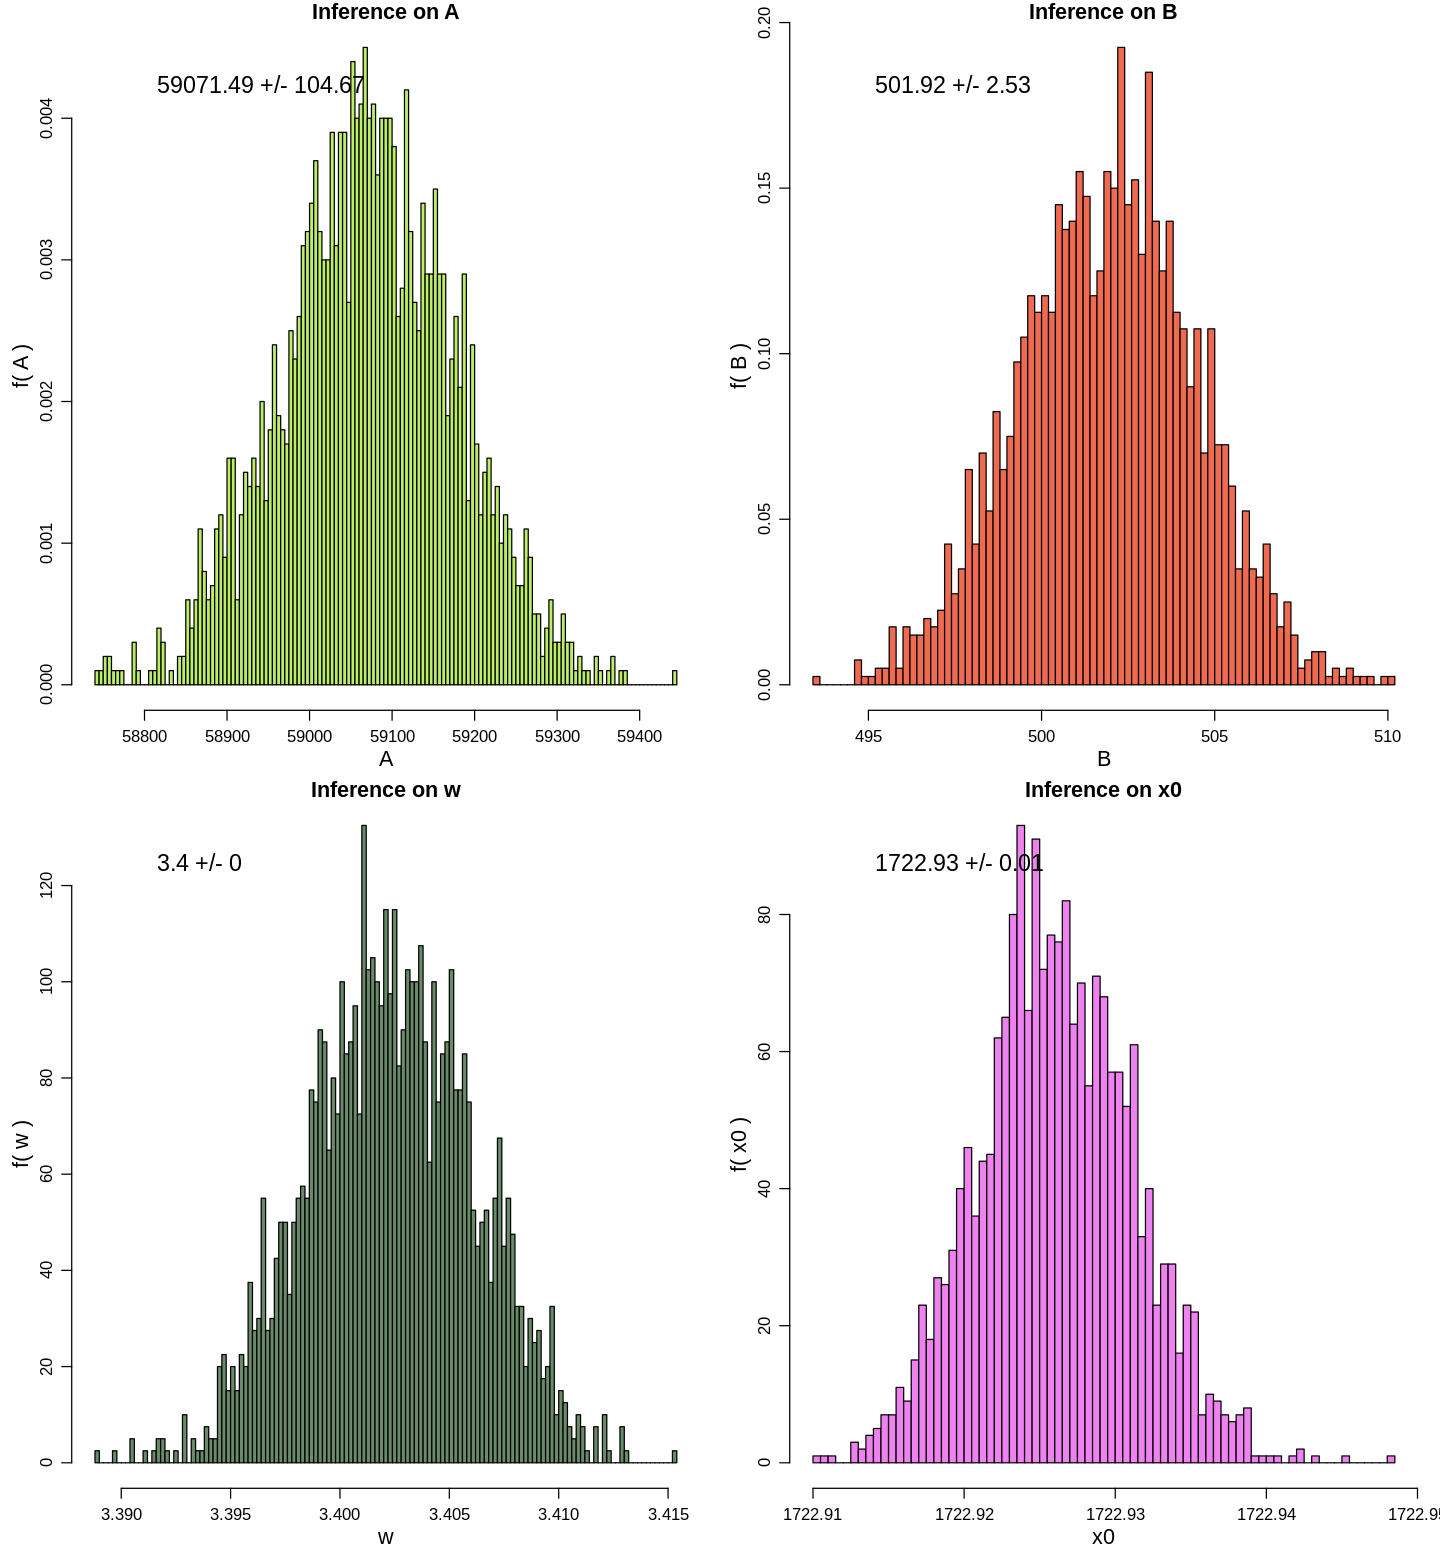 Inference on A
59071.49 +/- 104.67
f( A )
0.000 0.001 0.002 0.003 0.004
58800 58900 59000 59100 59200 59300 59400
A
Inference on B
501.92 +/- 2.53
f( B )
0.00 0.05 0.10 0.15 0.20
495 500 505 510
B
Inference on w
3.4 +/- 0
f( w )
0 20 40 60 80 100 120
3.390 3.395 3.400 3.405 3.410 3.415
w
Inference on x0
1722.93 +/- 0.01
f( x0 )
0 20 40 60 80
1722.91 1722.92 1722.93 1722.94
x0